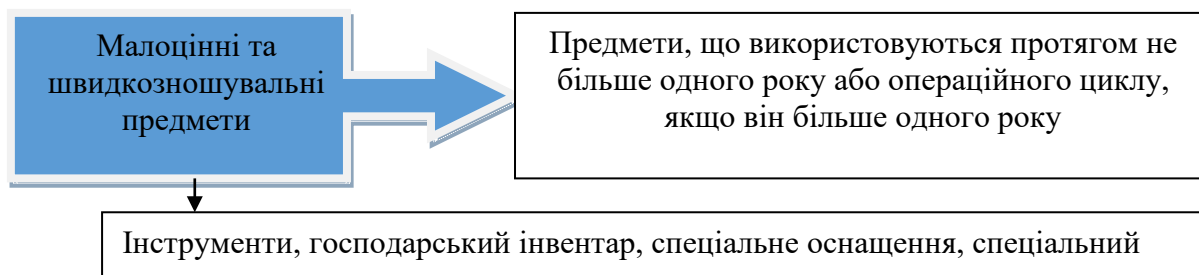 Малоцінні та
швидкозношувальні
предмети
Предмети, що використовуються протягом не
більше одного року або операційного циклу,
якщо він більше одного року
Інструменти, господарський інвентар, спеціальне оснащення, спеціальний